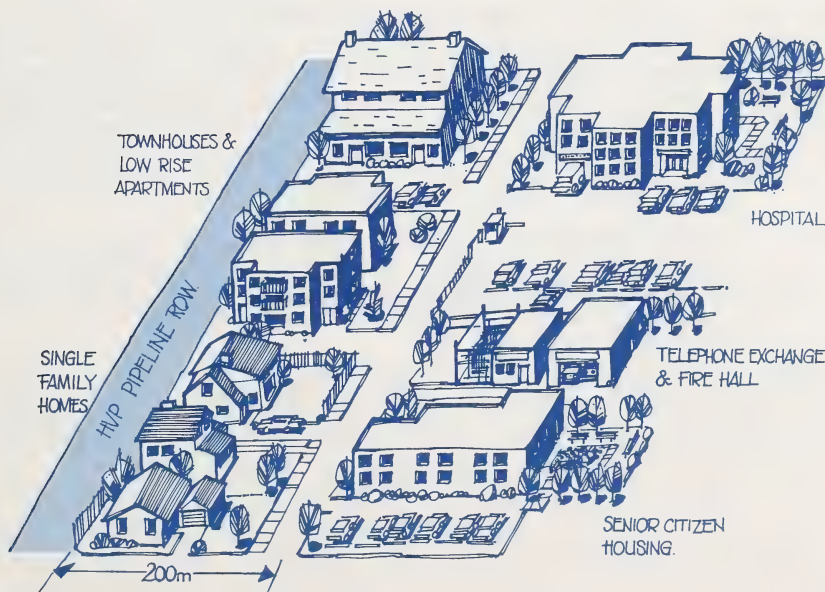 TOWNHOUSES &
LOW RISE
APARTMENTS
HOSPITAL
HVP PIPELINE ROW.
SINGLE
FAMILY
HOMES
TELEPHONE EXCHANGE
& FIRE HALL
SENIOR CITIZEN
HOUSING.
200m